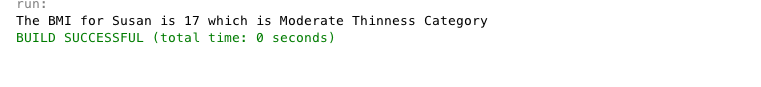 run:
The BMI for Susan is 17 which is Moderate Thinness Category
BUILD SUCCESSFUL (total time: 0 seconds)